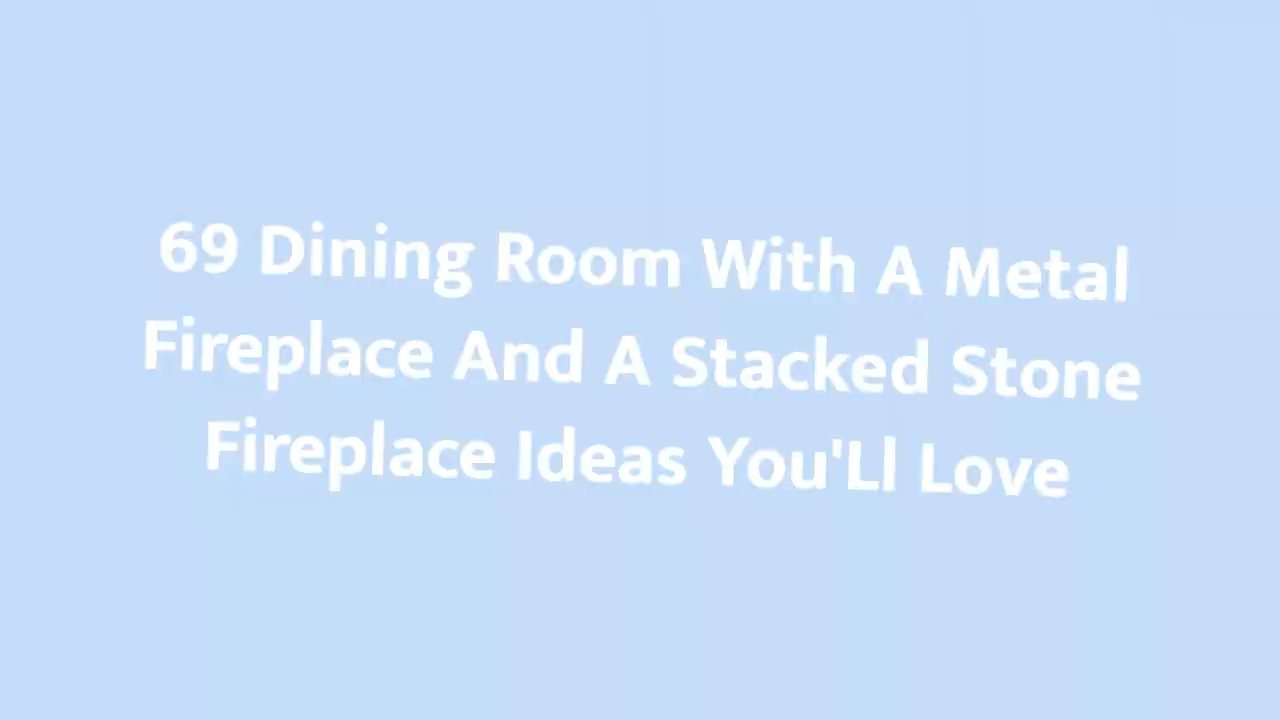 69 Dining Room With A Metal
Fireplace And A Stacked Stone
Fireplace Ideas You'Ll Love